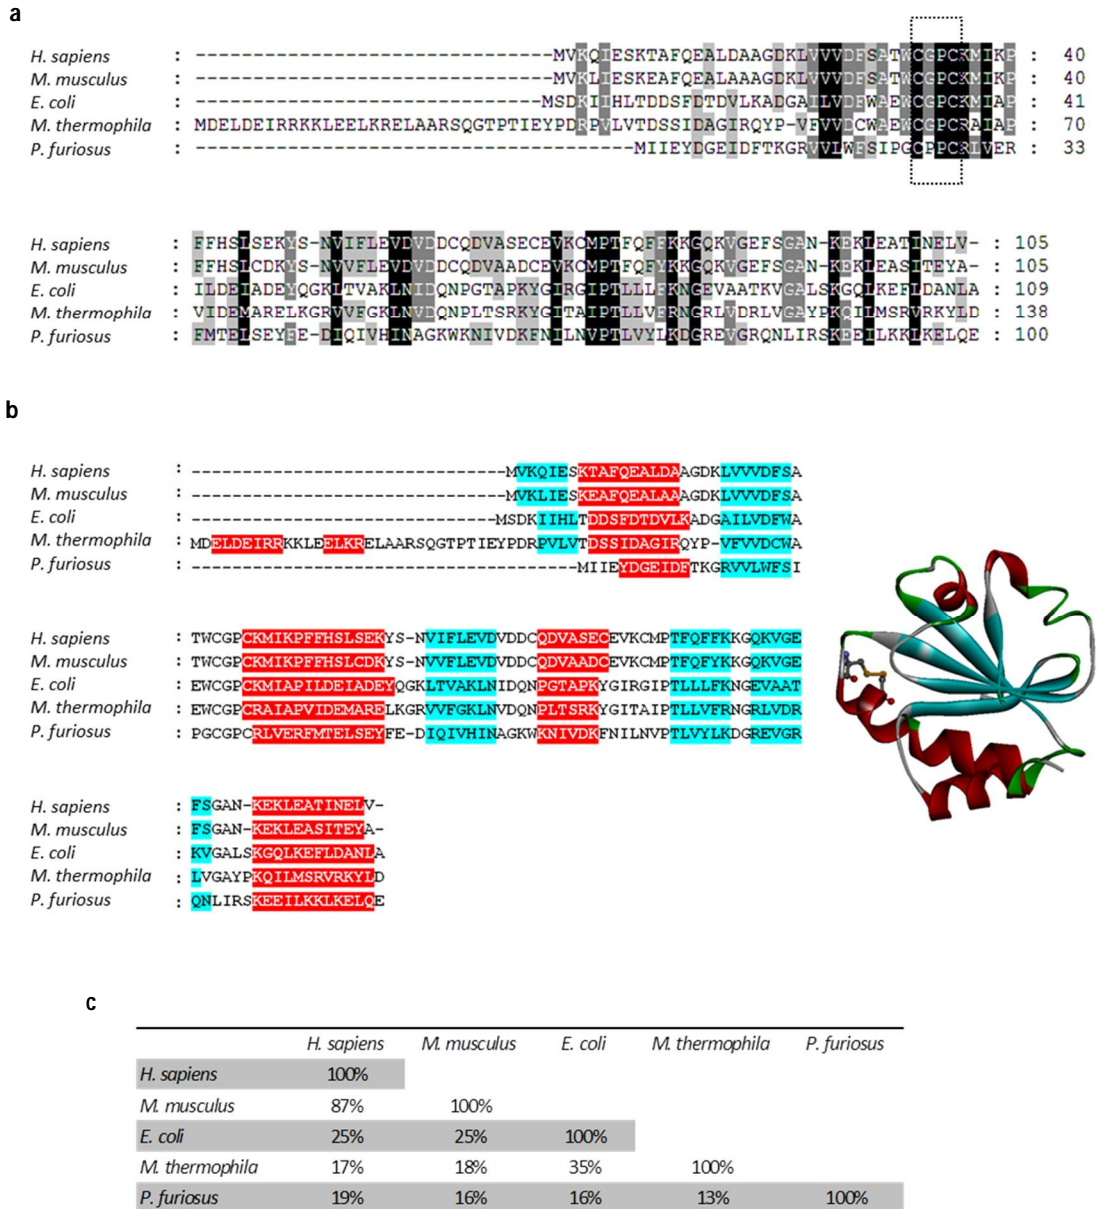 a
H. sapiens : ------------------------------------MVKQIESKTAFQEALDAAGDKLVVVDFSATWCGPCKMIKP : 40
M. musculus : ------------------------------------MVKLIESKEAFQEALAAAGDKLVVVDFSATWCGPCKMIKP : 40
E. coli : -----------------------------------MSDKIIHLTDDSFDTDVLKADGAILVDFWAEWCGPCKMIAP : 41
M. thermophila : MDELDEIRRKKLEELKRELAARSQGTPTIEYPDRPVLVTDSSIDAGIRQYP-VFVVDCWAEWCGPCRAIAP : 70
P. furiosus : --------------------------------------------MIIEYDGEIDFTKGRVVLWFSIPGCPPCRLVER : 33
H. sapiens : FFHSLSEKYS-NVIFLEVDVDDCQDVASECEVKCMPTFQFFKKGQKVGEFSGAN-KEKLEATINELV- : 105
M. musculus : FFHSLCDKYS-NVVFLEVDVDDCQDVAADCEVKCMPTFQFYKKGQKVGEFSGAN-KEKLEASITEYA- : 105
E. coli : ILDEIADEYQGKLTVAKLNIDQNPGTAPKYGIRGIPTLLLFKNGEVAATKVGALSKGQLKEFLDANLA : 109
M. thermophila : VIDEMARELKGRVVFGKLNVDQNPLTSRKYGITAIPTLLVFRNGRLVDRLVGAYPKQILMSRVRKYLD : 138
P. furiosus : FMTELSEYFE-DIQIVHINAGKWKNIVDKFNILNVPTLVYLKDGREVGRQNLIRSKEEILKKLKELQE : 100
b
H. sapiens : -------------------------------MVKQIESKTAFQEALDAAGDKLVVVDFSA
M. musculus : -------------------------------MVKLIESKEAFQEALAAAGDKLVVVDFSA
E. coli : ------------------------------MSDKIIHLTDDSFDTDVLKADGAILVDFWA
M. thermophila : MDELDEIRRKKLEELKRELAARSQGTPTIEYPDRPVLVTDSSIDAGIRQYP-VFVVDCWA
P. furiosus : --------------------------------------MIIEYDGEIDFTKGRVVLWFSI
H. sapiens : TWCGPCKMIKPFFHSLSEKYS-NVIFLEVDVDDCQDVASECEVKCMPTFQFFKKGQKVGE
M. musculus : TWCGPCKMIKPFFHSLCDKYS-NVVFLEVDVDDCQDVAADCEVKCMPTFQFYKKGQKVGE
E. coli : EWCGPCKMIAPILDEIADEYQGKLTVAKLNIDQNPGTAPKYGIRGIPTLLLFKNGEVAAT
M. thermophila : EWCGPCRAIAPVIDEMARELKGRVVFGKLNVDQNPLTSRKYGITAIPTLLVFRNGRLVDR
P. furiosus : PGCGPCRLVERFMTELSEYFE-DIQIVHINAGKWKNIVDKFNILNVPTLVYLKDGREVGR
H. sapiens : FSGAN-KEKLEATINELV-
M. musculus : FSGAN-KEKLEASITEYA-
E. coli : KVGALSKGQLKEFLDANLA
M. thermophila : LVGAYPKQILMSRVRKYLD
P. furiosus : QNLIRSKEEILKKLKELQE
c
H. sapiens M. musculus E. coli M. thermophila P. furiosus
H. sapiens 100%
M. musculus 87% 100%
E. coli 25% 25% 100%
M. thermophila 17% 18% 35% 100%
P. furiosus 19% 16% 16% 13% 100%